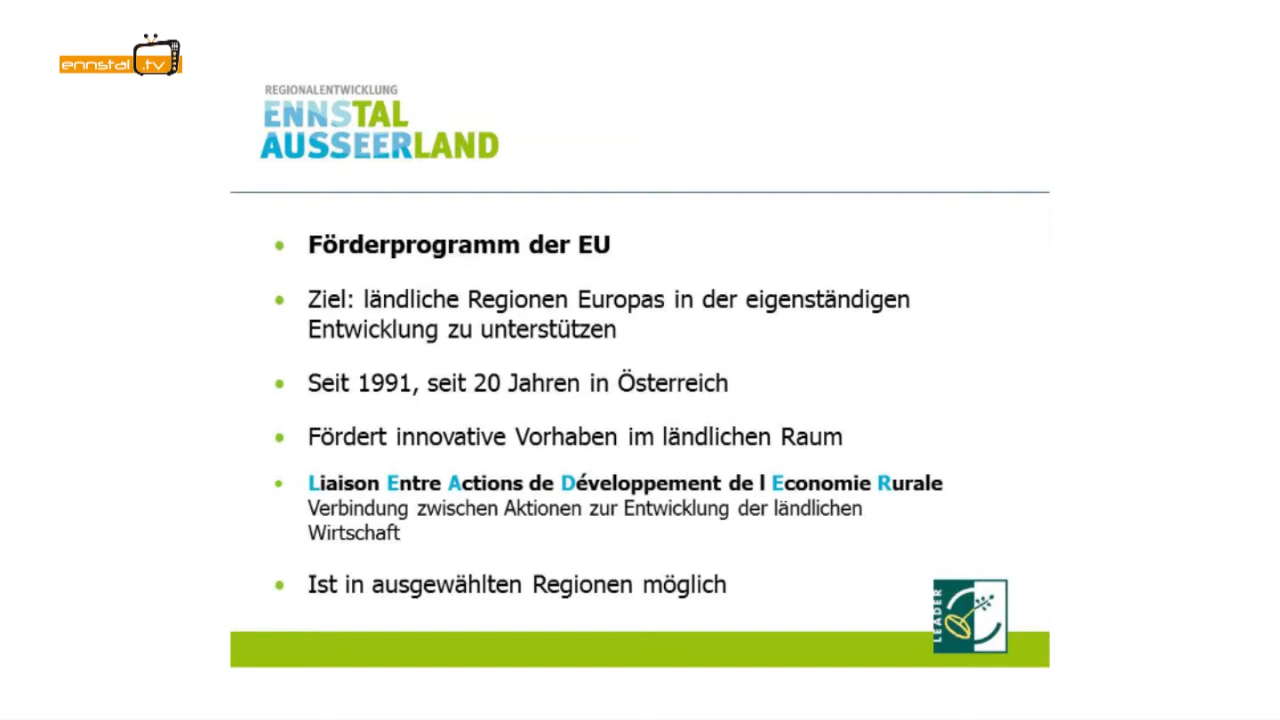 ennstal.tv
REGIONALENTWICKLUNG
ENNSTAL
AUSSEERLAND
• Förderprogramm der EU
• Ziel: ländliche Regionen Europas in der eigenständigen
Entwicklung zu unterstützen
• Seit 1991, seit 20 Jahren in Österreich
• Fördert innovative Vorhaben im ländlichen Raum
• Liaison Entre Actions de Développement de l Economie Rurale
Verbindung zwischen Aktionen zur Entwicklung der ländlichen
Wirtschaft
• Ist in ausgewählten Regionen möglich
LEADER